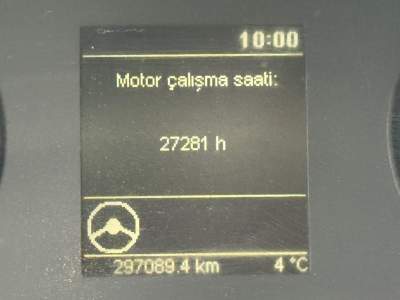 10:00
Motor çalışma saati:
27281 h
297089.4 km 4 °C